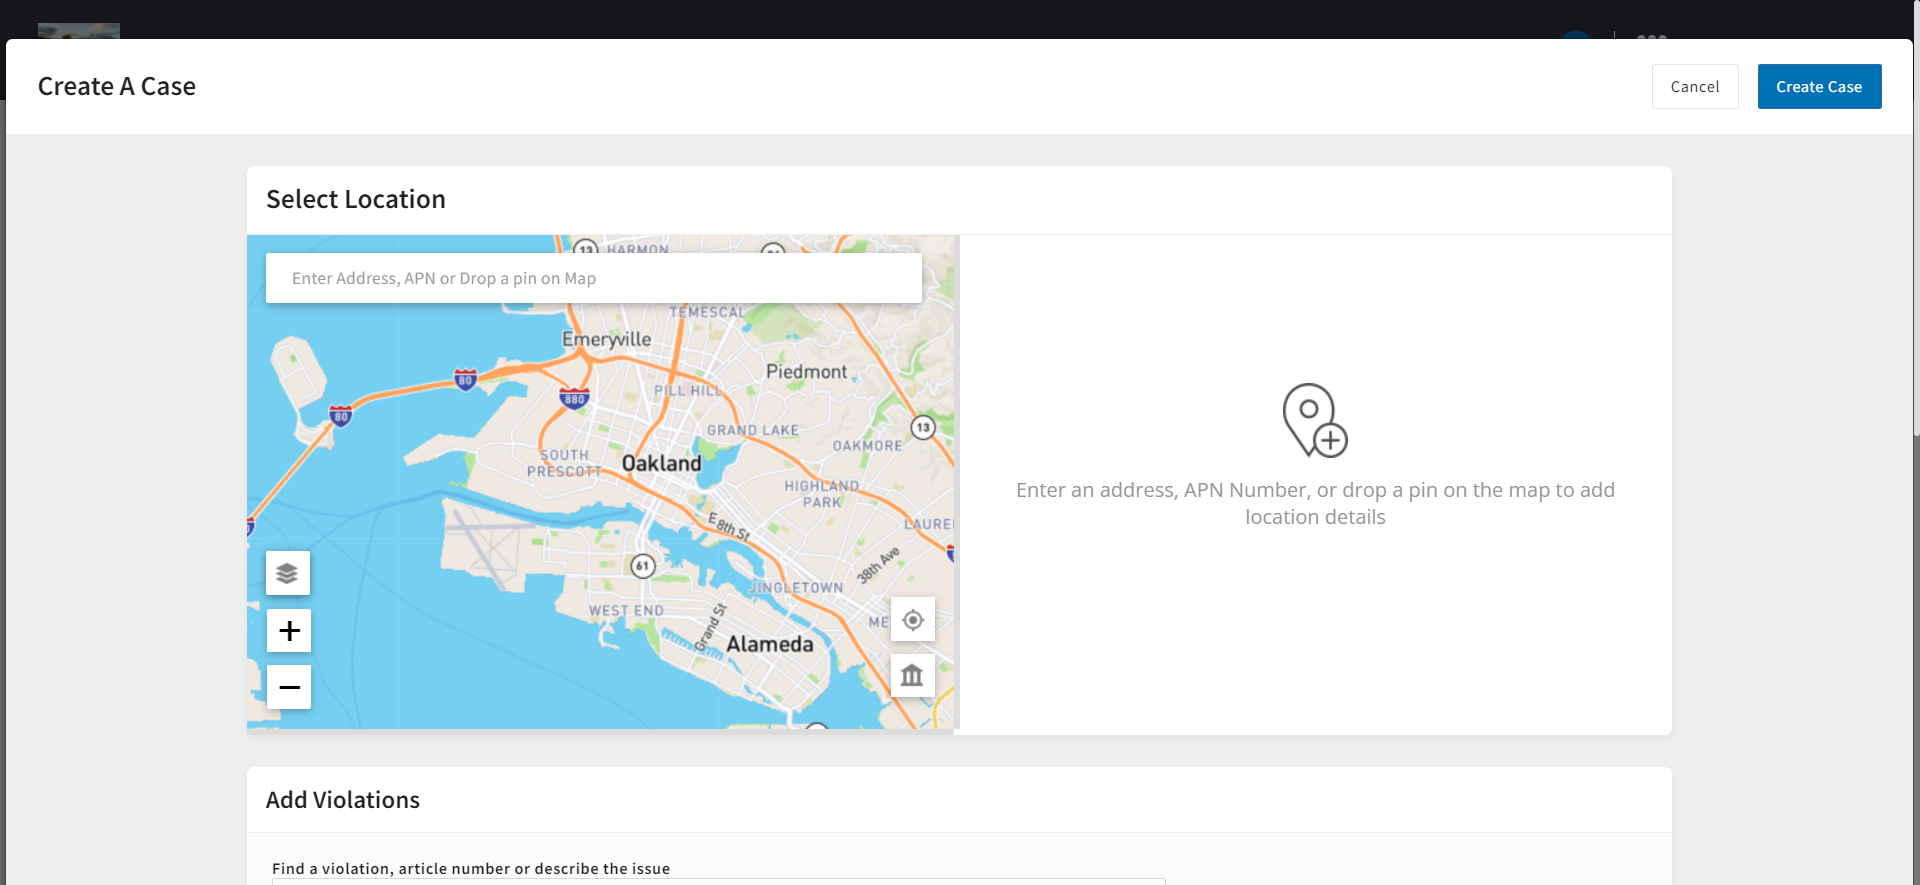 Create A Case
Cancel
Create Case
Select Location
13
HARMON
Enter Address, APN or Drop a pin on Map
TEMESCAL
Emeryville
Piedmont
80
PILL HILL
880
80
GRAND LAKE
13
OAKMORE
SOUTH
PRESCOTT
Oakland
HIGHLAND
PARK
E 8th St
LAUREL
38th Ave
61
JINGLETOWN
WEST END
Grand St
ME
Alameda
Enter an address, APN Number, or drop a pin on the map to add
location details
Add Violations
Find a violation, article number or describe the issue